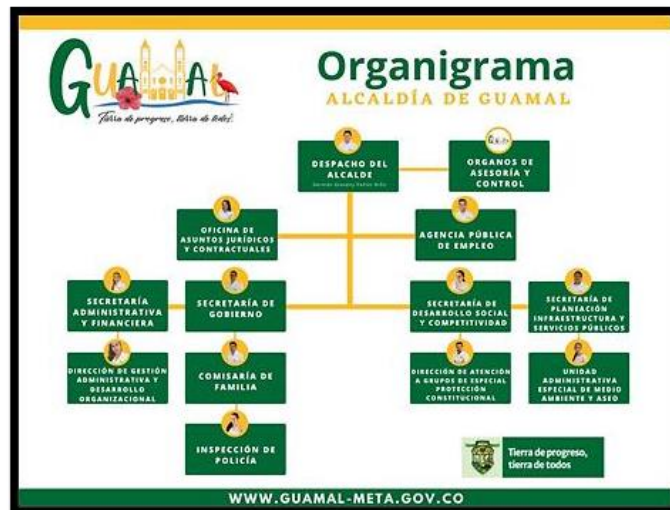 GUAMAL
Tierra de progreso, tierra de todos!
Organigrama
ALCALDÍA DE GUAMAL
DESPACHO DEL
ALCALDE
ORGANOS DE
ASESORÍA Y
CONTROL
OFICINA DE
ASUNTOS JURÍDICOS
Y CONTRACTUALES
AGENCIA PÚBLICA
DE EMPLEO
SECRETARÍA
ADMINISTRATIVA
Y FINANCIERA
SECRETARÍA DE
GOBIERNO
SECRETARÍA DE
DESARROLLO SOCIAL
Y COMPETITIVIDAD
SECRETARÍA DE
PLANEACIÓN
INFRAESTRUCTURA Y
SERVICIOS PÚBLICOS
DIRECCIÓN DE GESTIÓN
ADMINISTRATIVA Y
DESARROLLO
ORGANIZACIONAL
COMISARÍA DE
FAMILIA
DIRECCIÓN DE ATENCIÓN
A GRUPOS DE ESPECIAL
PROTECCIÓN
CONSTITUCIONAL
UNIDAD
ADMINISTRATIVA
ESPECIAL DE MEDIO
AMBIENTE Y ASEO
INSPECCIÓN DE
POLICÍA
Tierra de progreso,
tierra de todos
WWW.GUAMAL-META.GOV.CO